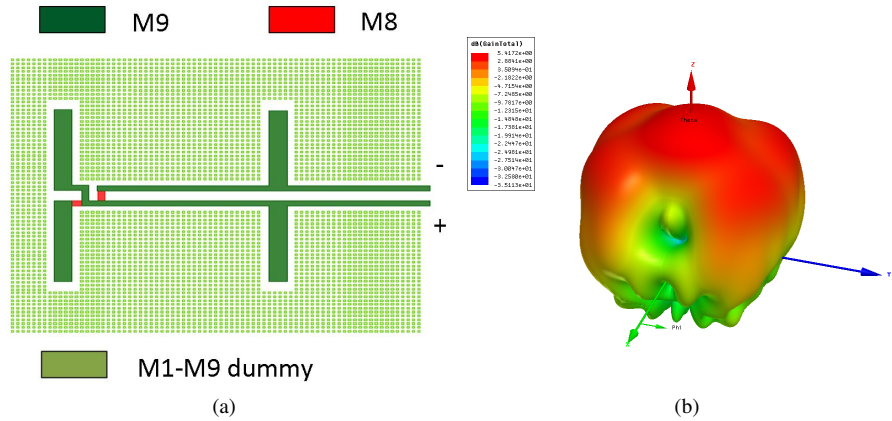 M9
M8
-
+
M1-M9 dummy
(a)
dB(GainTotal)
5.4172e+00
2.8841e+00
3.5094e-01
-2.1822e+00
-4.7154e+00
-7.2485e+00
-9.7817e+00
-1.2315e+01
-1.4848e+01
-1.7381e+01
-1.9914e+01
-2.2447e+01
-2.4981e+01
-2.7514e+01
-3.0047e+01
-3.2580e+01
-3.5113e+01
Z
Theta
Y
Phi
X
(b)